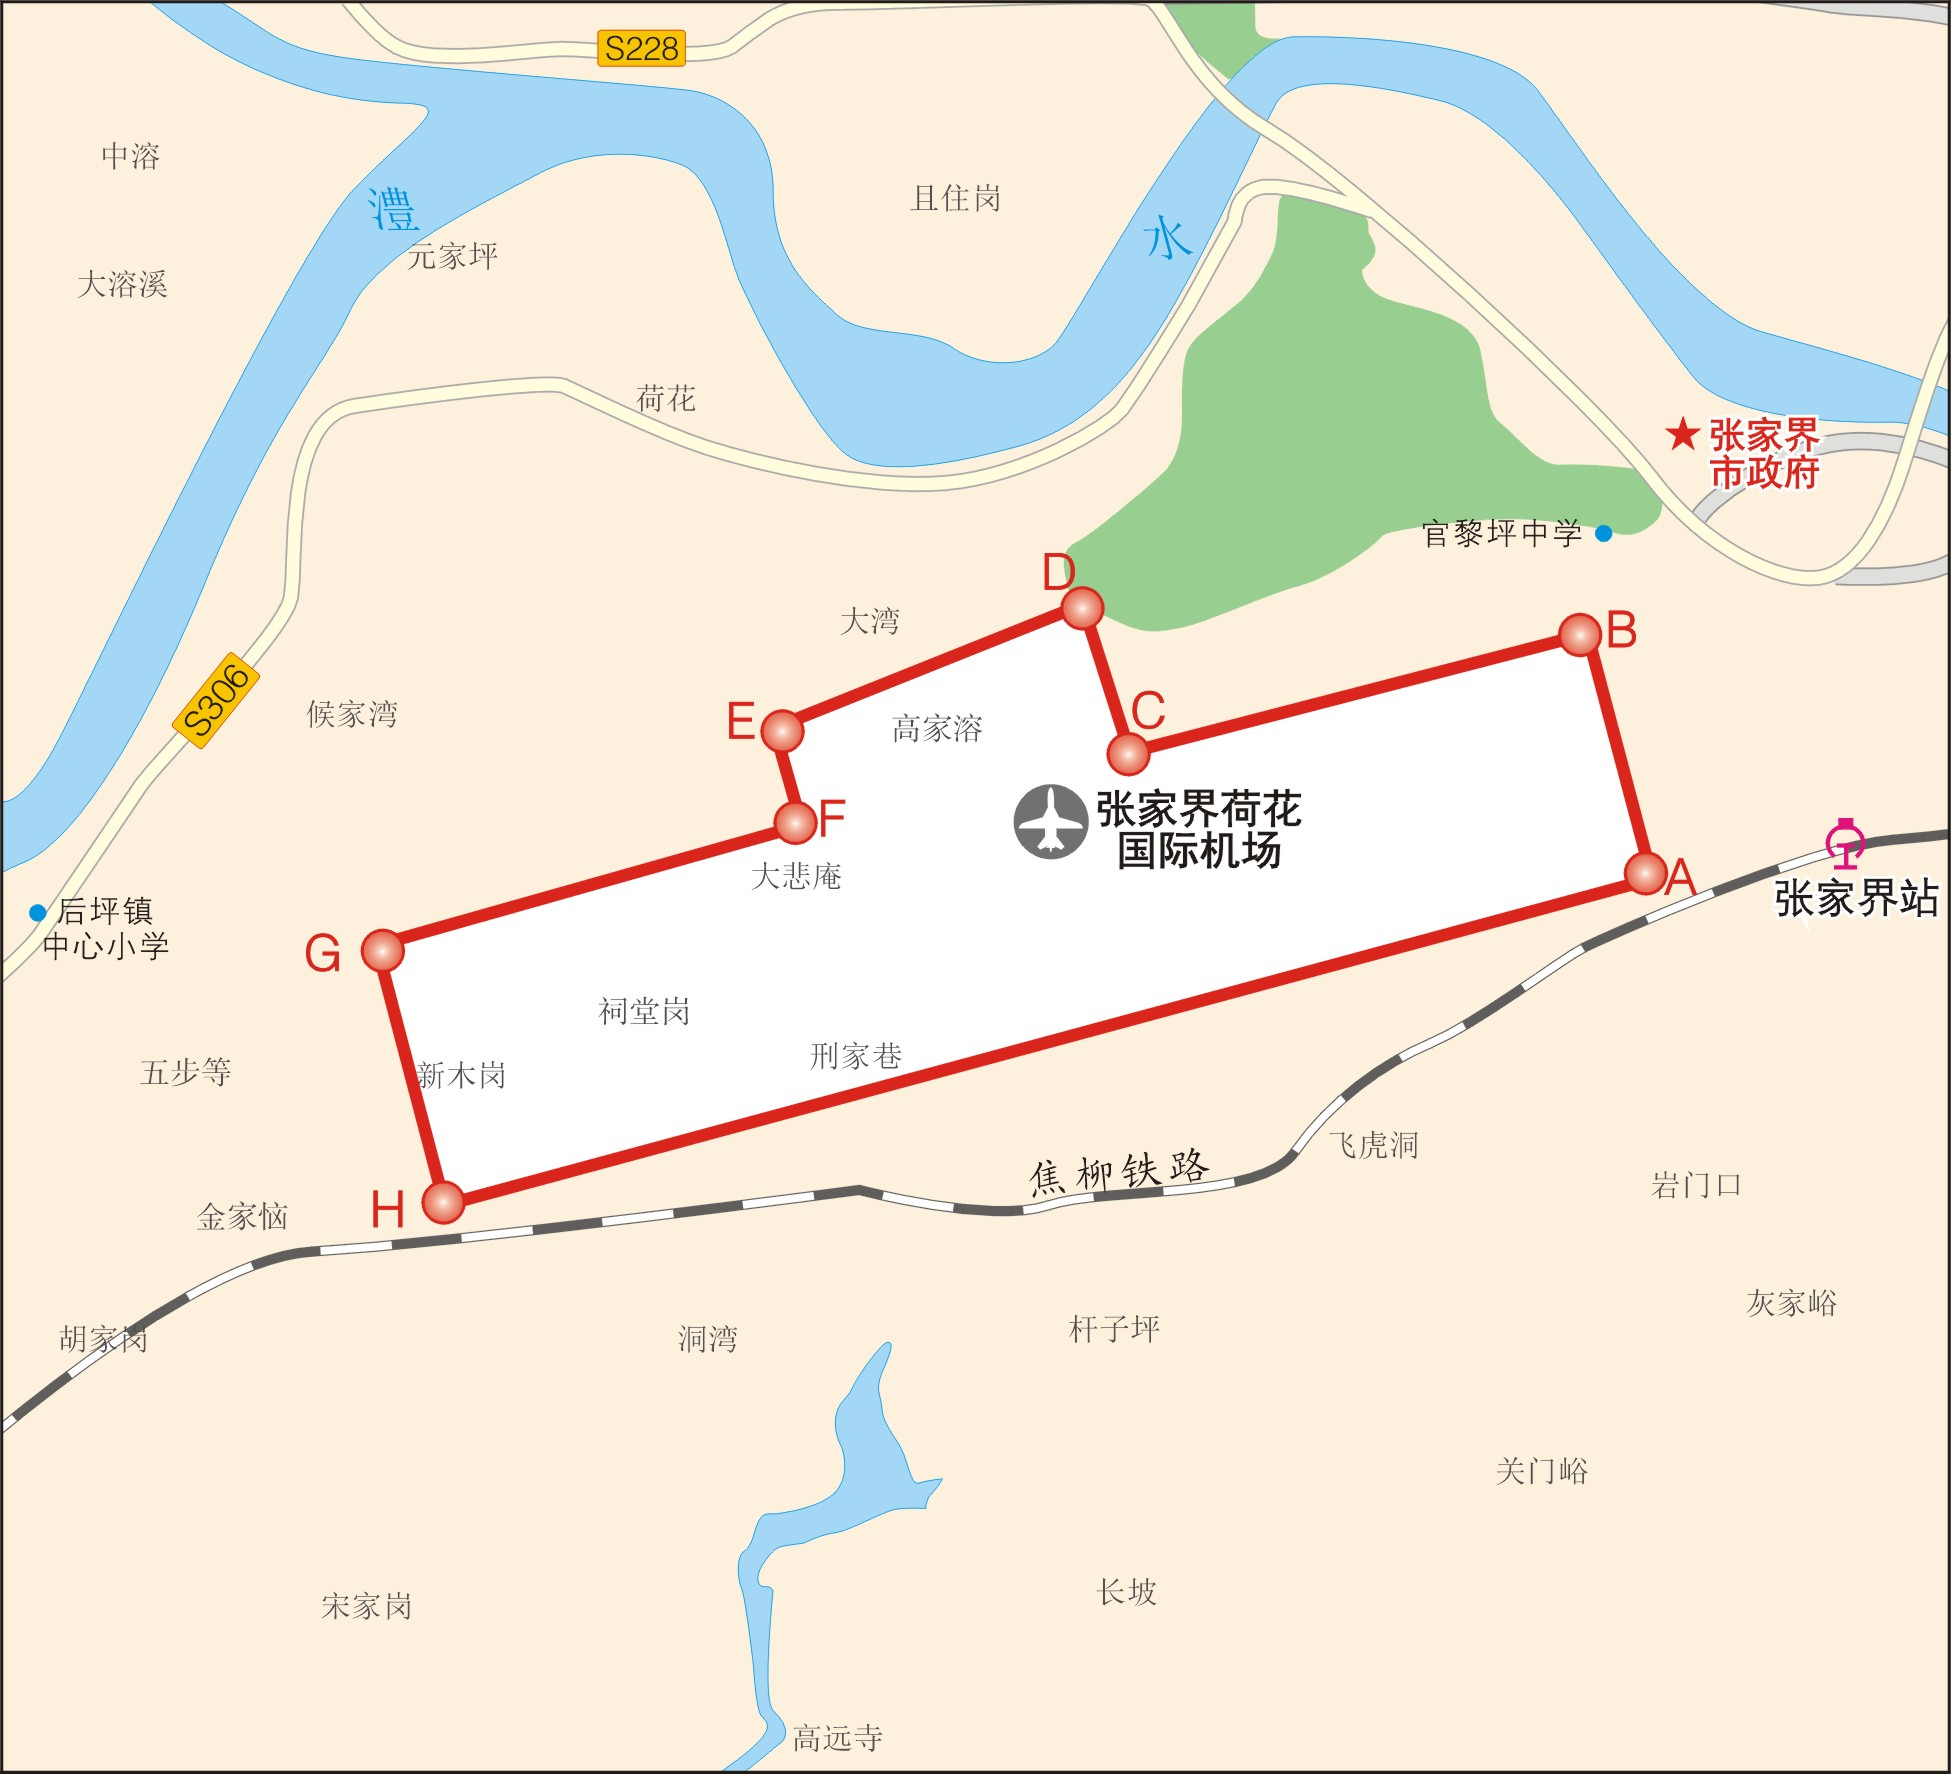 S228
中溶
澧
且住岗
水
元家坪
大溶溪
荷花
张家界
市政府
官黎坪中学
D
大湾
B
S306
候家湾
E
高家溶
C
张家界荷花
国际机场
F
大悲庵
A
张家界站
后坪镇
中心小学
G
祠堂岗
刑家巷
五步等
新木岗
飞虎洞
焦柳铁路
岩门口
H
金家恼
灰家峪
胡家岗
洞湾
杆子坪
关门峪
宋家岗
长坡
高远寺